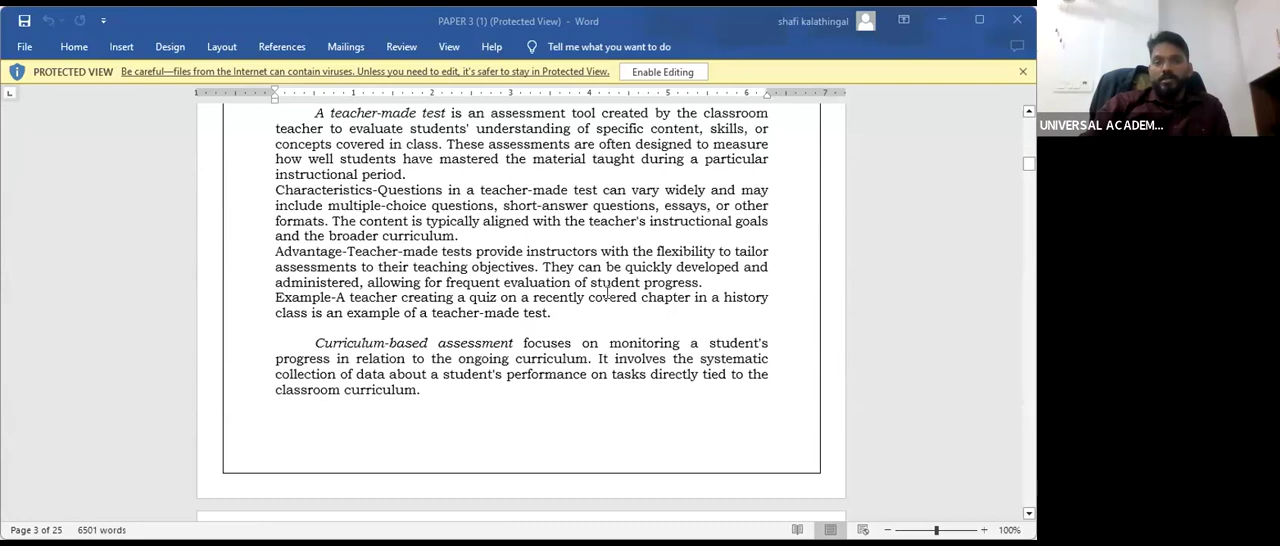 PAPER 3 (1) (Protected View) - Word
shafi kalathingal
File Home Insert Design Layout References Mailings Review View Help Tell me what you want to do
PROTECTED VIEW Be careful—files from the Internet can contain viruses. Unless you need to edit, it's safer to stay in Protected View. Enable Editing
1 1 2 3 4 5 6 7
A teacher-made test is an assessment tool created by the classroom
teacher to evaluate students' understanding of specific content, skills, or
concepts covered in class. These assessments are often designed to measure
how well students have mastered the material taught during a particular
instructional period.
Characteristics-Questions in a teacher-made test can vary widely and may
include multiple-choice questions, short-answer questions, essays, or other
formats. The content is typically aligned with the teacher's instructional goals
and the broader curriculum.
Advantage-Teacher-made tests provide instructors with the flexibility to tailor
assessments to their teaching objectives. They can be quickly developed and
administered, allowing for frequent evaluation of student progress.
Example-A teacher creating a quiz on a recently covered chapter in a history
class is an example of a teacher-made test.
Curriculum-based assessment focuses on monitoring a student's
progress in relation to the ongoing curriculum. It involves the systematic
collection of data about a student's performance on tasks directly tied to the
classroom curriculum.
UNIVERSAL ACADEM...
Page 3 of 25 6501 words
100%